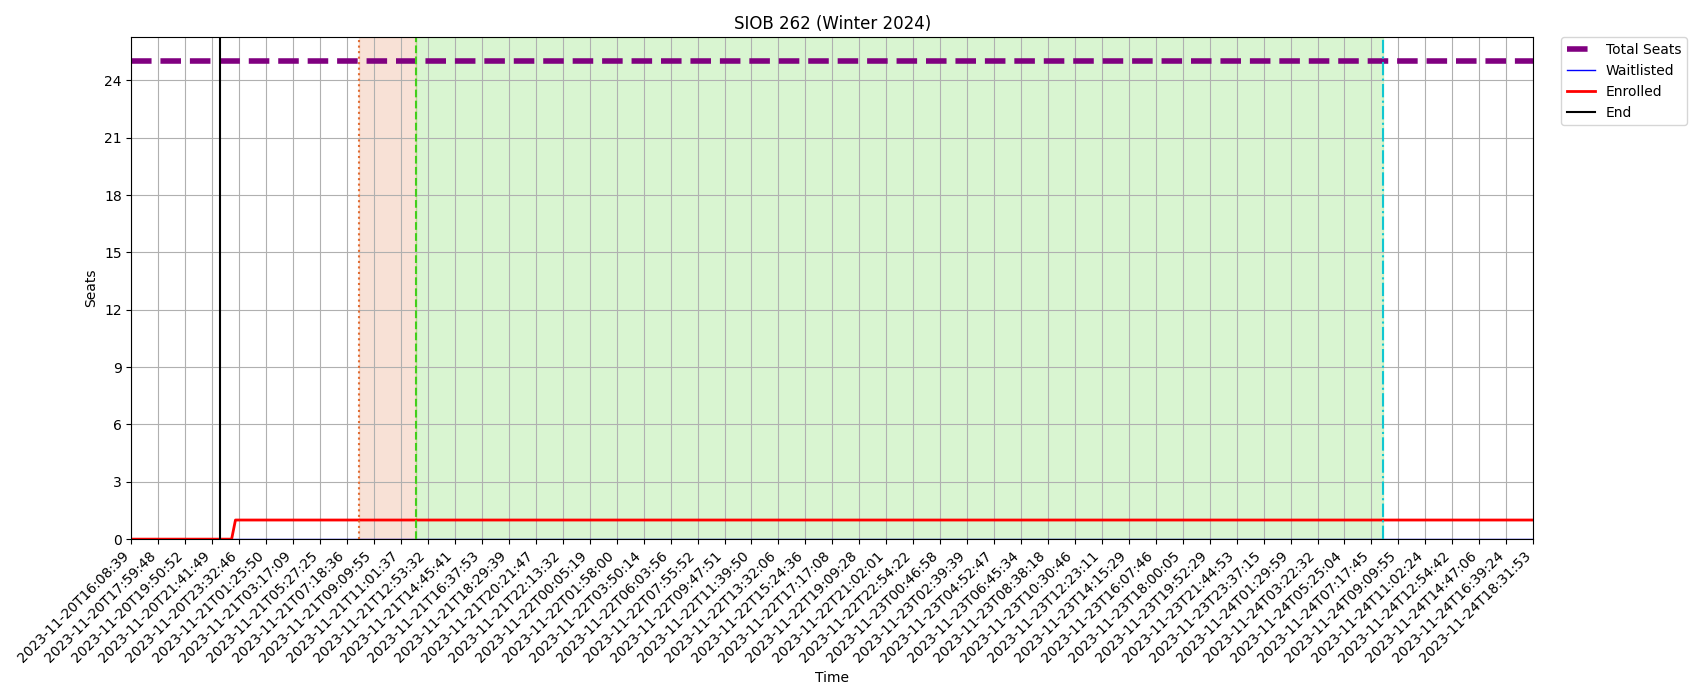 SIOB 262 (Winter 2024)
Total Seats
Waitlisted
Enrolled
End
Seats
24
21
18
15
12
9
6
3
0
2023-11-20T16:08:39
2023-11-20T17:59:48
2023-11-20T19:50:52
2023-11-20T21:41:49
2023-11-20T23:32:46
2023-11-21T01:25:50
2023-11-21T03:17:09
2023-11-21T05:27:25
2023-11-21T07:18:36
2023-11-21T09:09:55
2023-11-21T11:01:37
2023-11-21T12:53:32
2023-11-21T14:45:41
2023-11-21T16:37:53
2023-11-21T18:29:39
2023-11-21T20:21:47
2023-11-21T22:13:32
2023-11-22T00:05:19
2023-11-22T01:58:00
2023-11-22T03:50:14
2023-11-22T06:03:56
2023-11-22T07:55:52
2023-11-22T09:47:51
2023-11-22T11:39:50
2023-11-22T13:32:06
2023-11-22T15:24:36
2023-11-22T17:17:08
2023-11-22T19:09:28
2023-11-22T21:02:01
2023-11-22T22:54:22
2023-11-23T00:46:58
2023-11-23T02:39:39
2023-11-23T04:52:47
2023-11-23T06:45:34
2023-11-23T08:38:18
2023-11-23T10:30:46
2023-11-23T12:23:11
2023-11-23T14:15:29
2023-11-23T16:07:46
2023-11-23T18:00:05
2023-11-23T19:52:29
2023-11-23T21:44:53
2023-11-23T23:37:15
2023-11-24T01:29:59
2023-11-24T03:22:32
2023-11-24T05:25:04
2023-11-24T07:17:45
2023-11-24T09:09:55
2023-11-24T11:02:24
2023-11-24T12:54:42
2023-11-24T14:47:06
2023-11-24T16:39:24
2023-11-24T18:31:53
Time